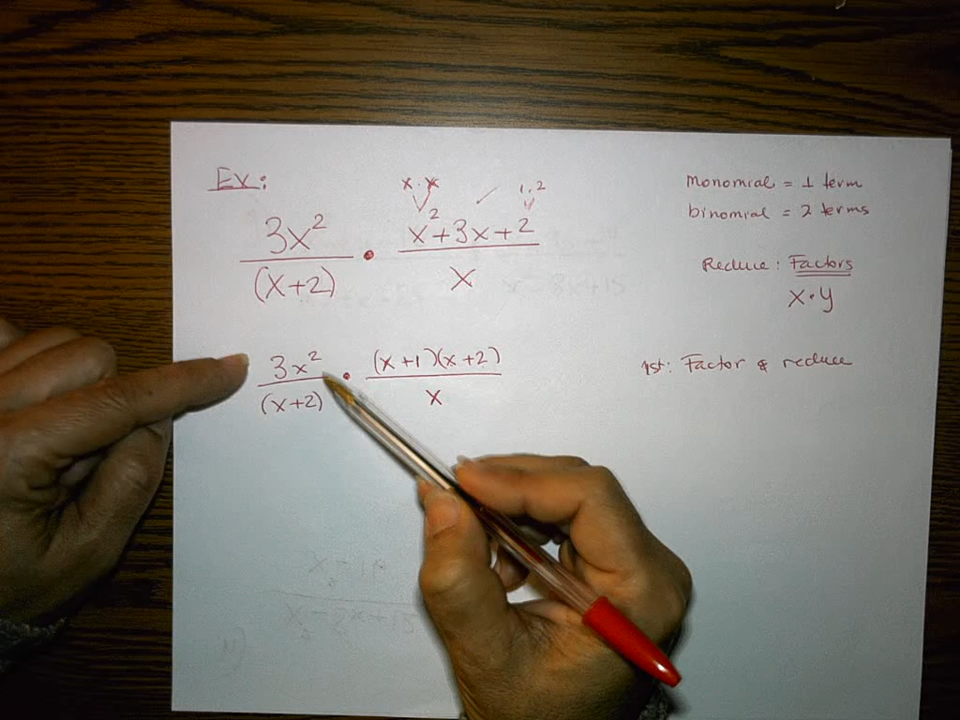 Ex:
x · x ✓ 1 · 2
3x² / (x+2) · x²+3x+2 / x
monomial = 1 term
binomial = 2 terms
Reduce: Factors
x · y
3x² / (x+2) · (x+1)(x+2) / x
1st: Factor & reduce